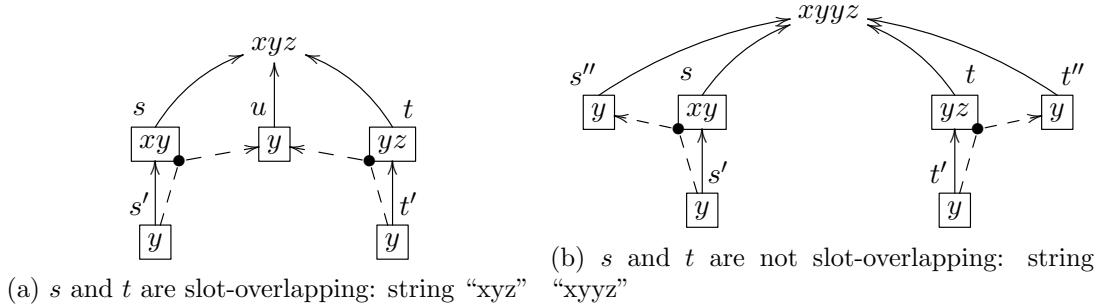 xyz
s u t
xy y yz
s′ t′
y y
(a) s and t are slot-overlapping: string “xyz”
xyyz
s″ s t t″
y xy yz y
s′ t′
y y
(b) s and t are not slot-overlapping: string
“xyyz”